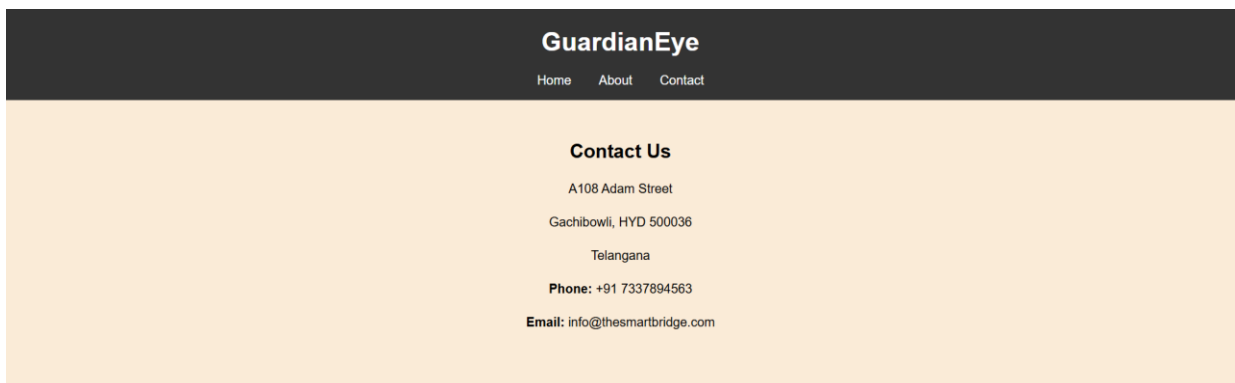 GuardianEye
Home About Contact
Contact Us
A108 Adam Street
Gachibowli, HYD 500036
Telangana
Phone: +91 7337894563
Email: info@thesmartbridge.com